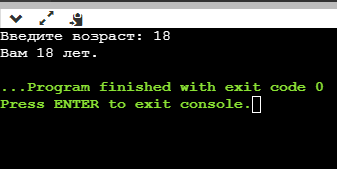 Введите возраст: 18
Вам 18 лет.
...Program finished with exit code 0
Press ENTER to exit console.